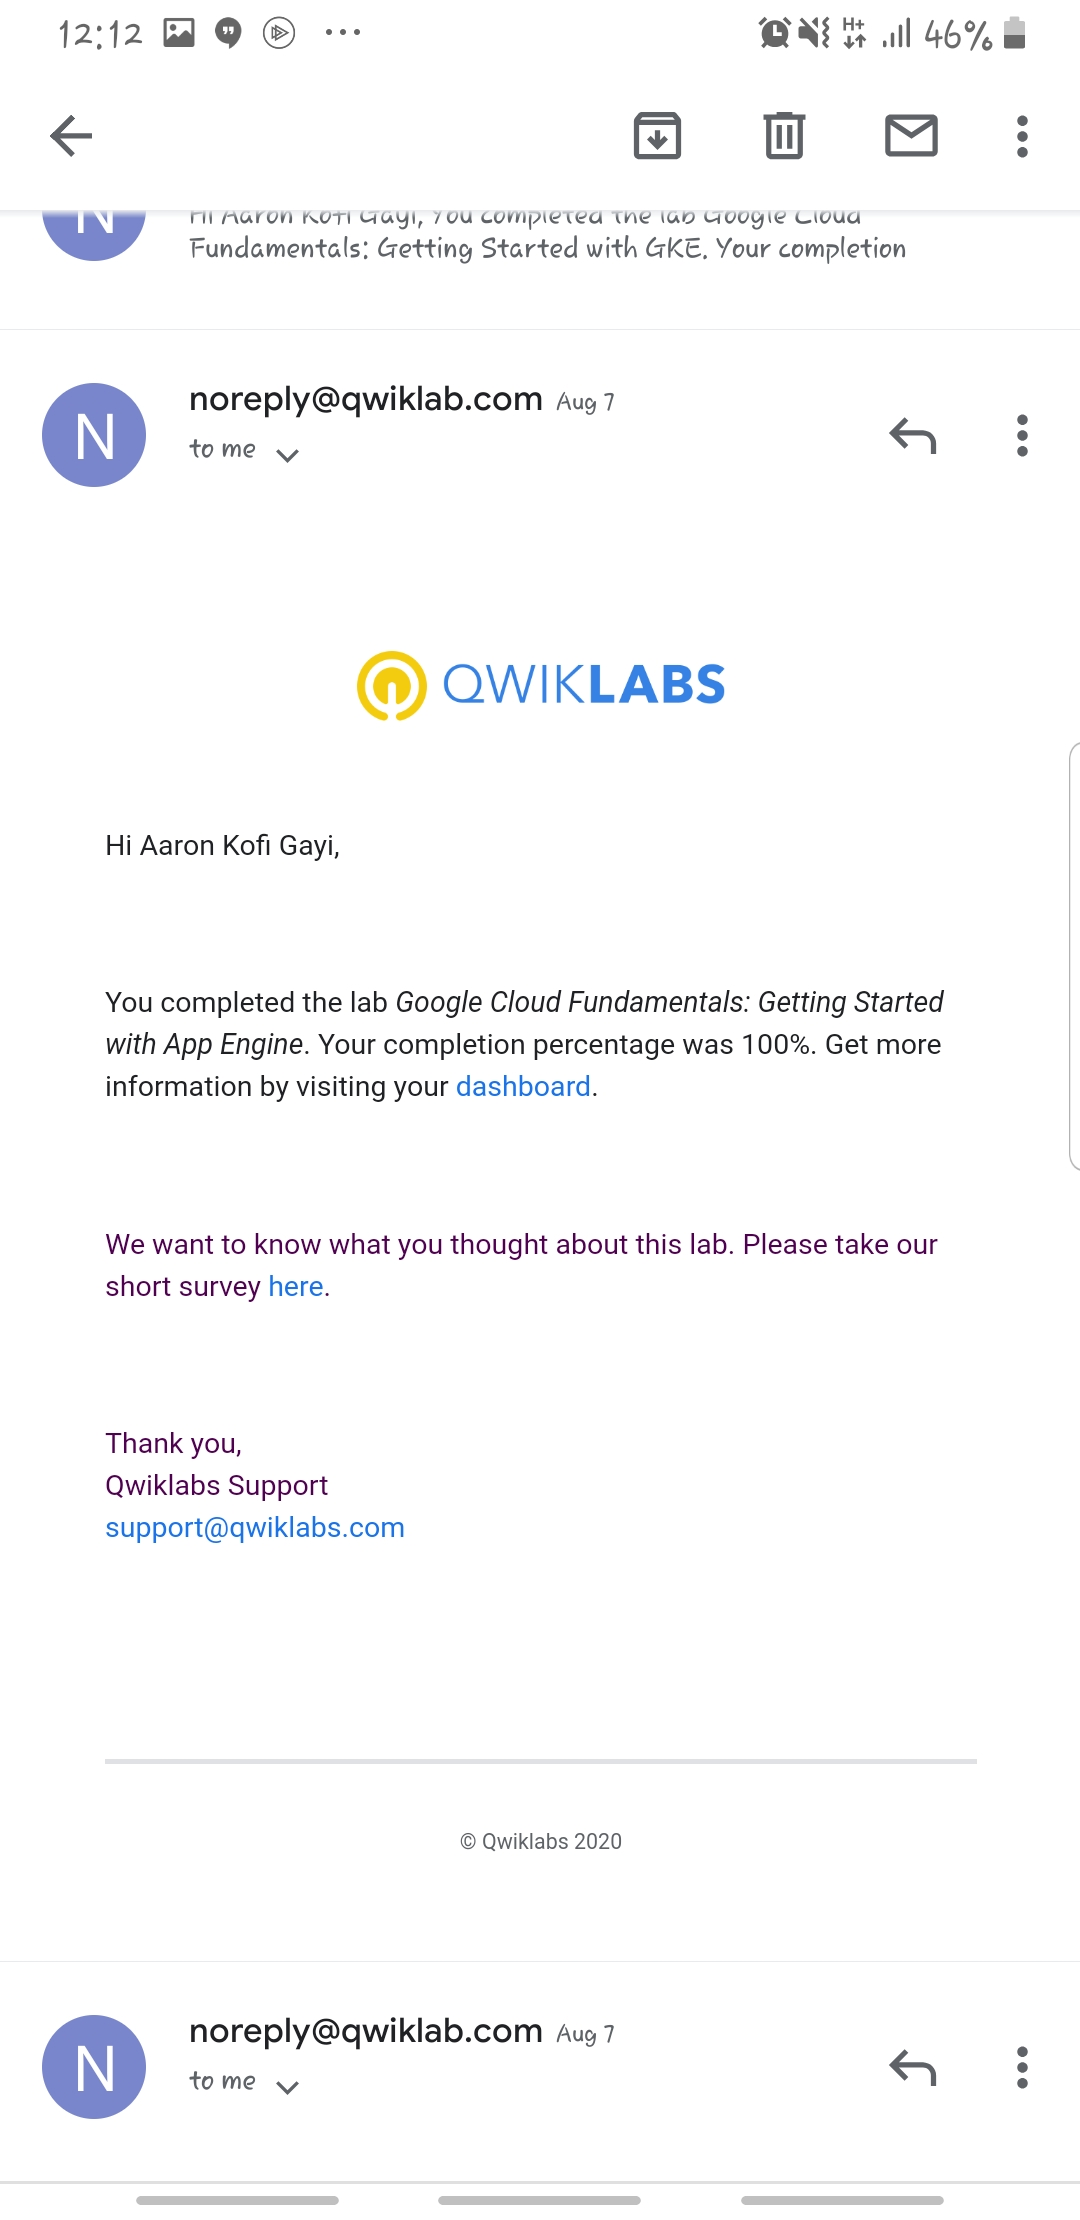 12:12
H+
46%
N
Hi Aaron Kofi Gayi, You completed the lab Google Cloud
Fundamentals: Getting Started with GKE. Your completion
N
noreply@qwiklab.com Aug 7
to me
QWIKLABS
Hi Aaron Kofi Gayi,
You completed the lab Google Cloud Fundamentals: Getting Started
with App Engine. Your completion percentage was 100%. Get more
information by visiting your dashboard.
We want to know what you thought about this lab. Please take our
short survey here.
Thank you,
Qwiklabs Support
support@qwiklabs.com
© Qwiklabs 2020
N
noreply@qwiklab.com Aug 7
to me